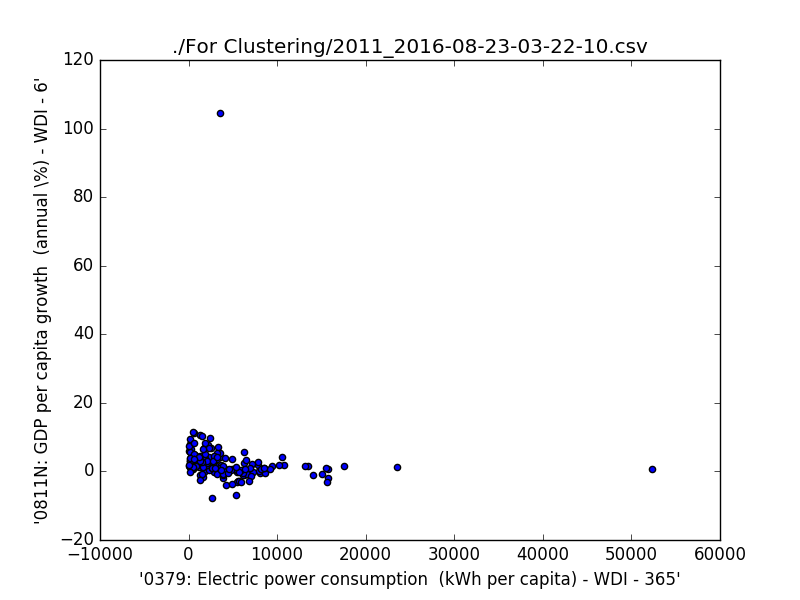 ./For Clustering/2011_2016-08-23-03-22-10.csv
120
100
80
60
40
20
0
−20
'0811N: GDP per capita growth  (annual \%) - WDI - 6'
−10000 0 10000 20000 30000 40000 50000 60000
'0379: Electric power consumption  (kWh per capita) - WDI - 365'